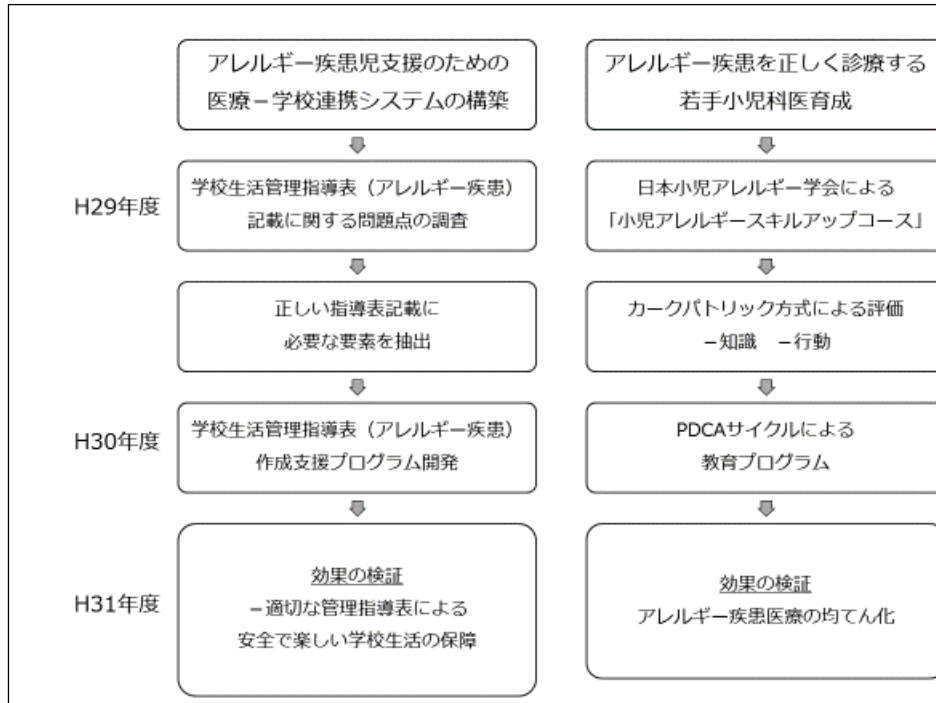 アレルギー疾患児支援のための
医療－学校連携システムの構築
アレルギー疾患を正しく診療する
若手小児科医育成
H29年度
学校生活管理指導表（アレルギー疾患）
記載に関する問題点の調査
日本小児アレルギー学会による
「小児アレルギースキルアップコース」
正しい指導表記載に
必要な要素を抽出
カークパトリック方式による評価
－知識　－行動
H30年度
学校生活管理指導表（アレルギー疾患）
作成支援プログラム開発
PDCAサイクルによる
教育プログラム
H31年度
効果の検証
－適切な管理指導表による
安全で楽しい学校生活の保障
効果の検証
アレルギー疾患医療の均てん化